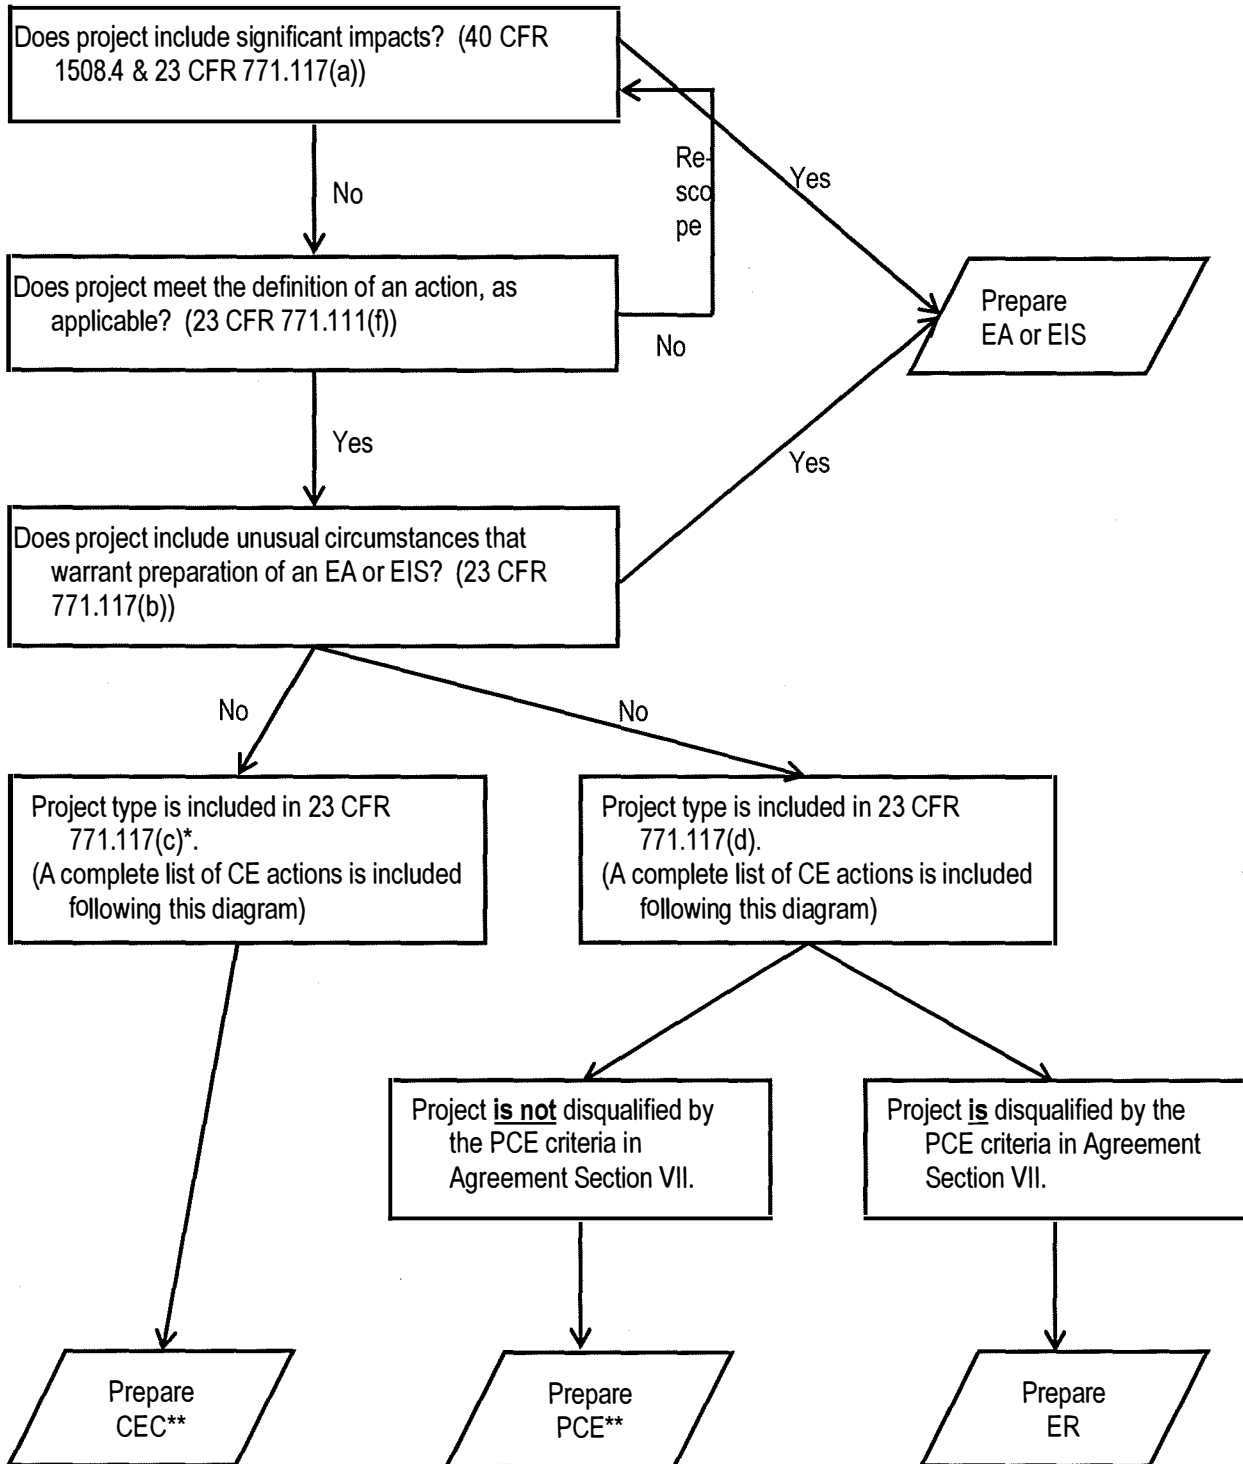 Does project include significant impacts? (40 CFR
1508.4 & 23 CFR 771.117(a))
Re-
sco
pe
Yes
No
Does project meet the definition of an action, as
applicable? (23 CFR 771.111(f))
Prepare
EA or EIS
No
Yes
Yes
Does project include unusual circumstances that
warrant preparation of an EA or EIS? (23 CFR
771.117(b))
No
No
Project type is included in 23 CFR
771.117(c)*.
(A complete list of CE actions is included
following this diagram)
Project type is included in 23 CFR
771.117(d).
(A complete list of CE actions is included
following this diagram)
Project is not disqualified by
the PCE criteria in
Agreement Section VII.
Project is disqualified by the
PCE criteria in Agreement
Section VII.
Prepare
CEC**
Prepare
PCE**
Prepare
ER